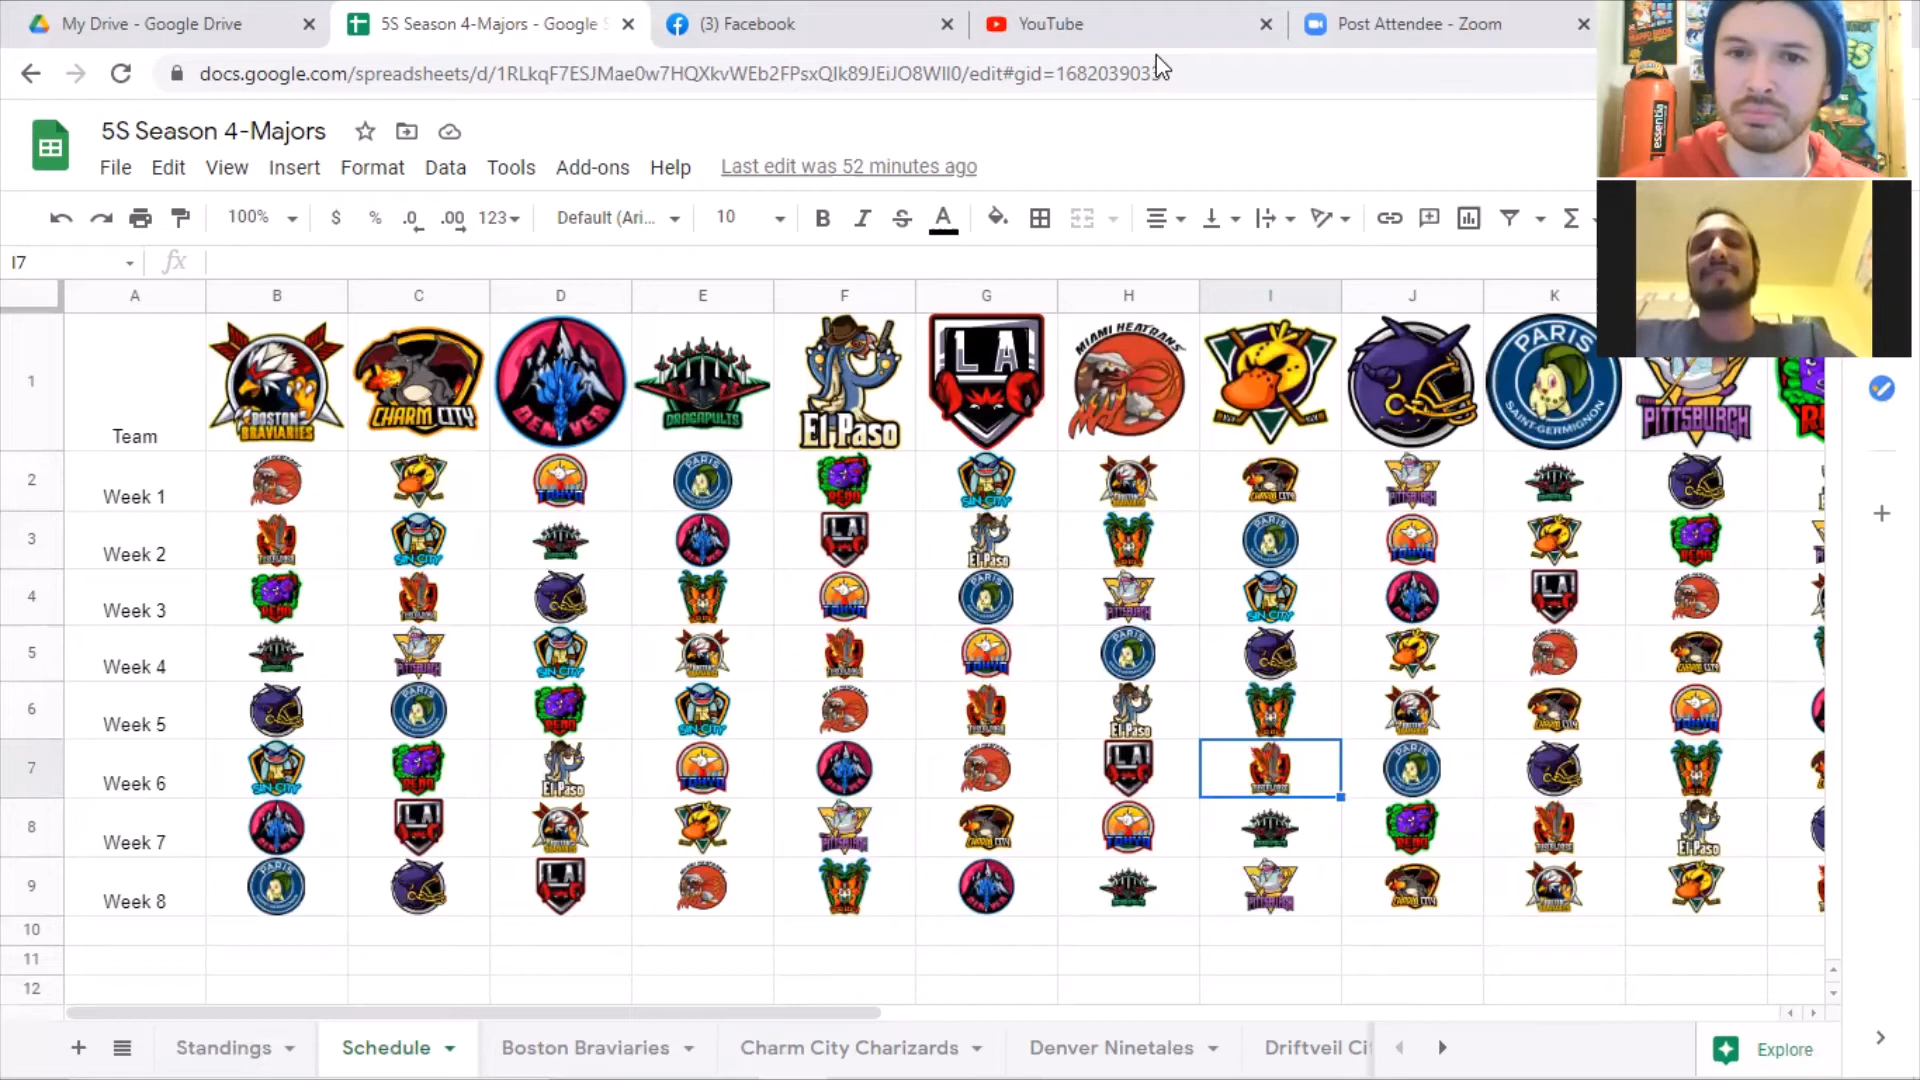 My Drive - Google Drive
5S Season 4-Majors - Google S
(3) Facebook
YouTube
Post Attendee - Zoom
docs.google.com/spreadsheets/d/1RLkqF7ESJMae0w7HQXkvWEb2FPsxQIk89JEiJO8WlI0/edit#gid=168203903
5S Season 4-Majors
File Edit View Insert Format Data Tools Add-ons Help Last edit was 52 minutes ago
100% $ % .0 .00 123 Default (Ari... 10 B I S A
I7 fx
A B C D E F G H I J K
1 Team
BOSTON BRAVIARIES
CHARM CITY
DENVER
DRAGAPULTS
El Paso
LA
MIAMI HEATRANS
PARIS SAINT-GERMIGNON
PITTSBURGH
2 Week 1
3 Week 2
4 Week 3
5 Week 4
6 Week 5
7 Week 6
8 Week 7
9 Week 8
10
11
12
essentia
+ Standings Schedule Boston Braviaries Charm City Charizards Denver Ninetales Driftveil Ci Explore